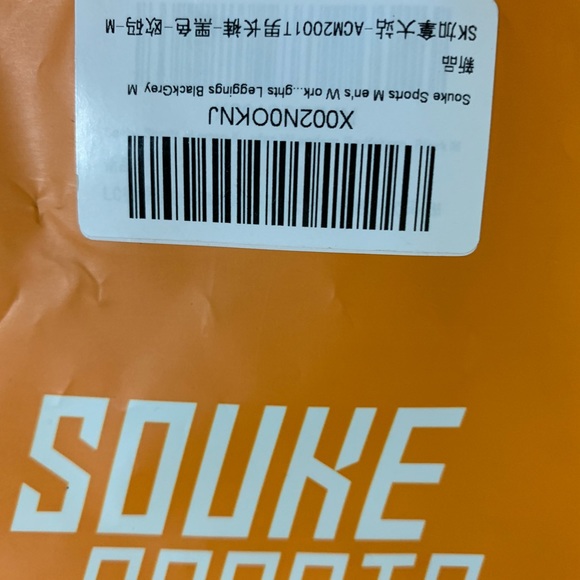 X002N0OKNJ
Souke Sports Men's Work...ghts Leggings BlackGrey M
新品
SK加拿大站-ACM2001T男长裤-黑色-欧码-M
SOUKE
SPORTS